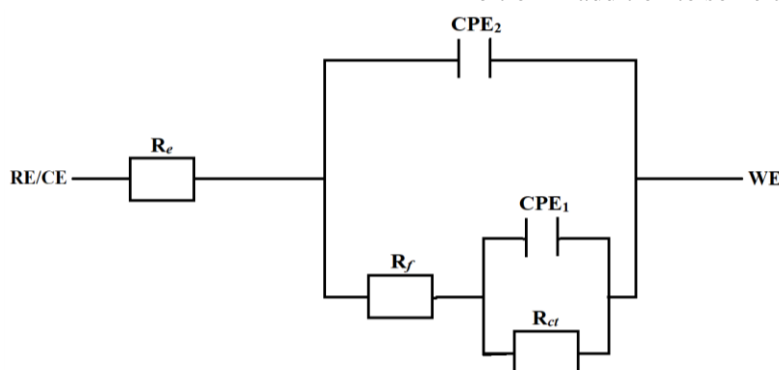 CPE₂
Rₑ
RE/CE
WE
CPE₁
R𝑓
R𝑐𝑡